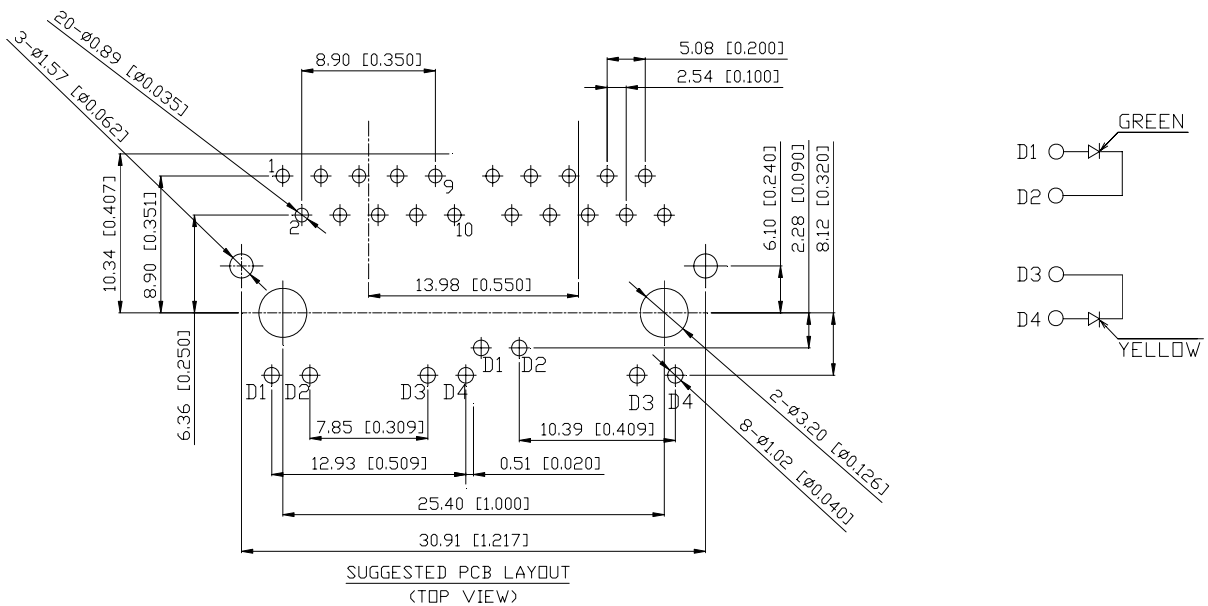 20-ø0.89 [ø0.035]
3-ø1.57 [ø0.062]
8.90 [0.350]
5.08 [0.200]
2.54 [0.100]
10.34 [0.407]
8.90 [0.351]
6.36 [0.250]
1
9
2
10
6.10 [0.240]
2.28 [0.090]
8.12 [0.320]
13.98 [0.550]
D1 D2
D1 D2 D3 D4
D3 D4
7.85 [0.309]
10.39 [0.409]
12.93 [0.509]
0.51 [0.020]
2-ø3.20 [ø0.126]
8-ø1.02 [ø0.040]
25.40 [1.000]
30.91 [1.217]
SUGGESTED PCB LAYOUT
(TOP VIEW)
GREEN
D1
D2
D3
D4
YELLOW